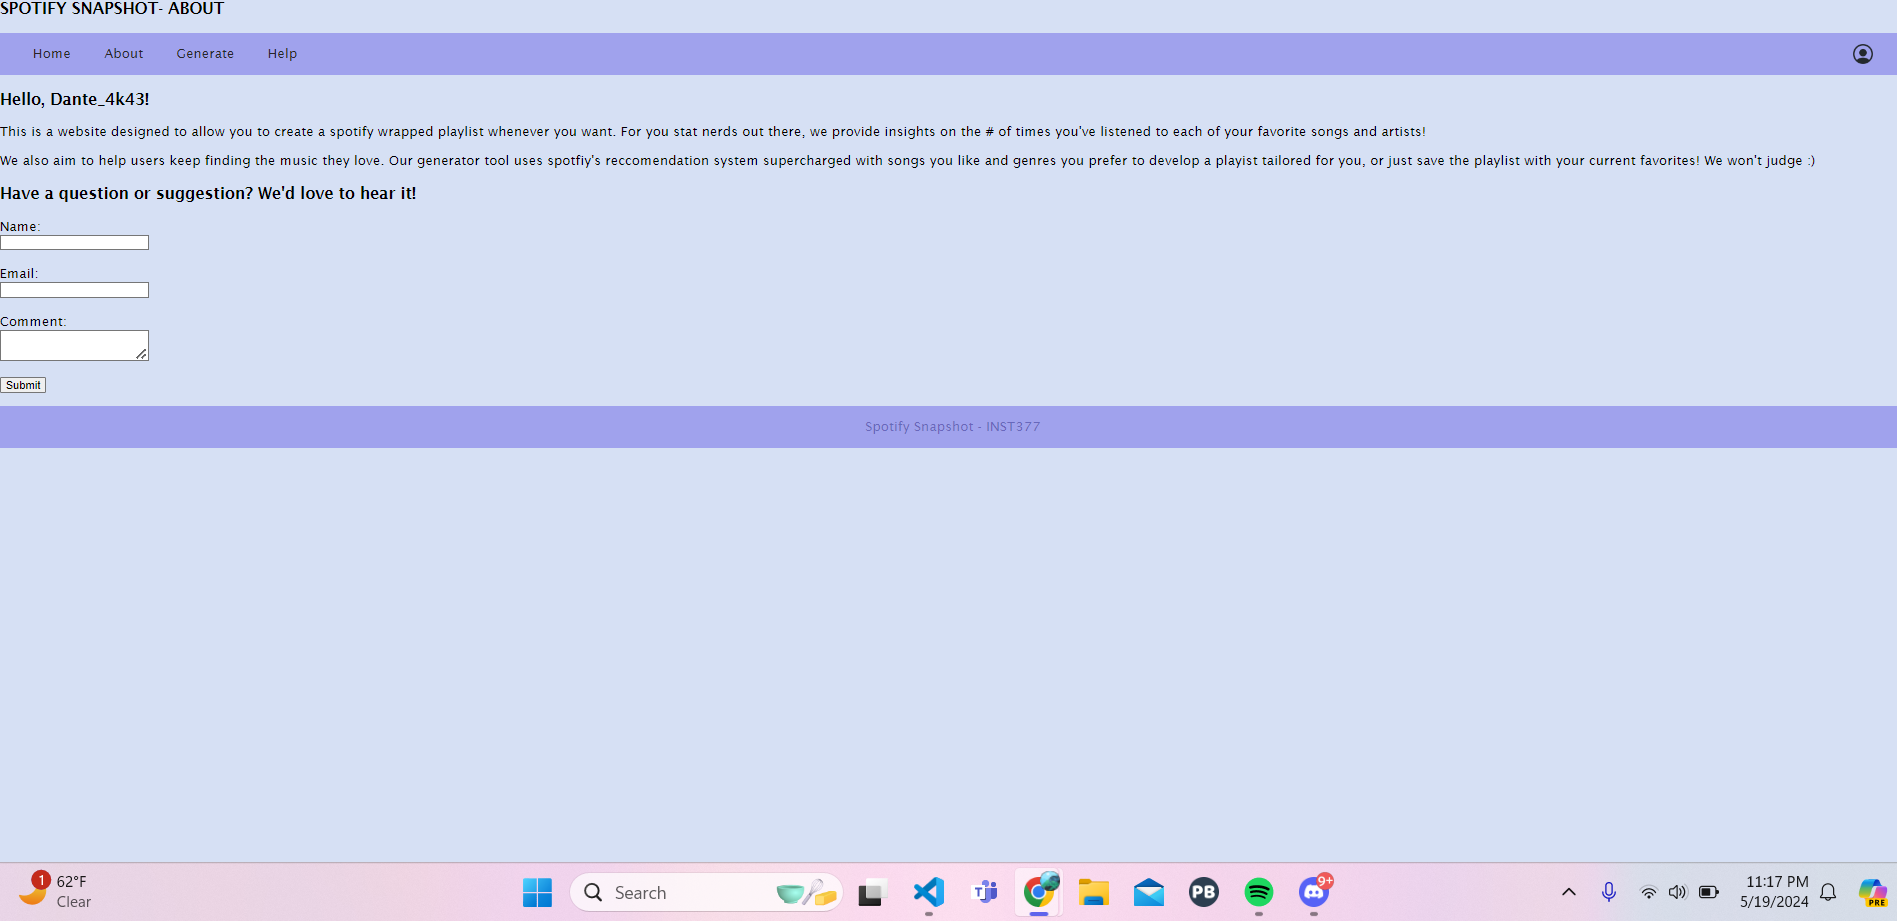 SPOTIFY SNAPSHOT- ABOUT
Home About Generate Help
Hello, Dante_4k43!
This is a website designed to allow you to create a spotify wrapped playlist whenever you want. For you stat nerds out there, we provide insights on the # of times you've listened to each of your favorite songs and artists!
We also aim to help users keep finding the music they love. Our generator tool uses spotfiy's reccomendation system supercharged with songs you like and genres you prefer to develop a playist tailored for you, or just save the playlist with your current favorites! We won't judge :)
Have a question or suggestion? We'd love to hear it!
Name:
Email:
Comment:
Submit
Spotify Snapshot - INST377
1
62°F
Clear
Search
T
PB
9+
11:17 PM
5/19/2024
PRE